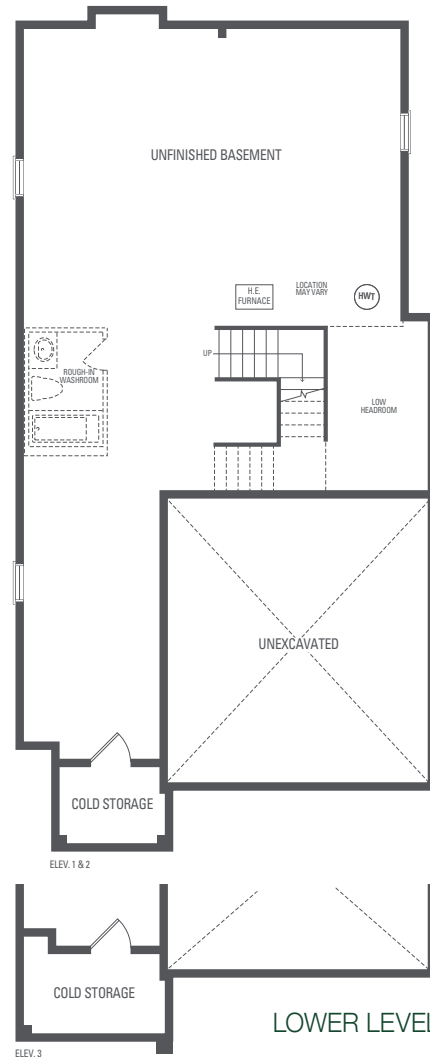 UNFINISHED BASEMENT
H.E.
FURNACE
LOCATION
MAY VARY
HWT
UP
ROUGH-IN
WASHROOM
LOW
HEADROOM
UNEXCAVATED
COLD STORAGE
ELEV. 1 & 2
COLD STORAGE
LOWER LEVEL
ELEV. 3